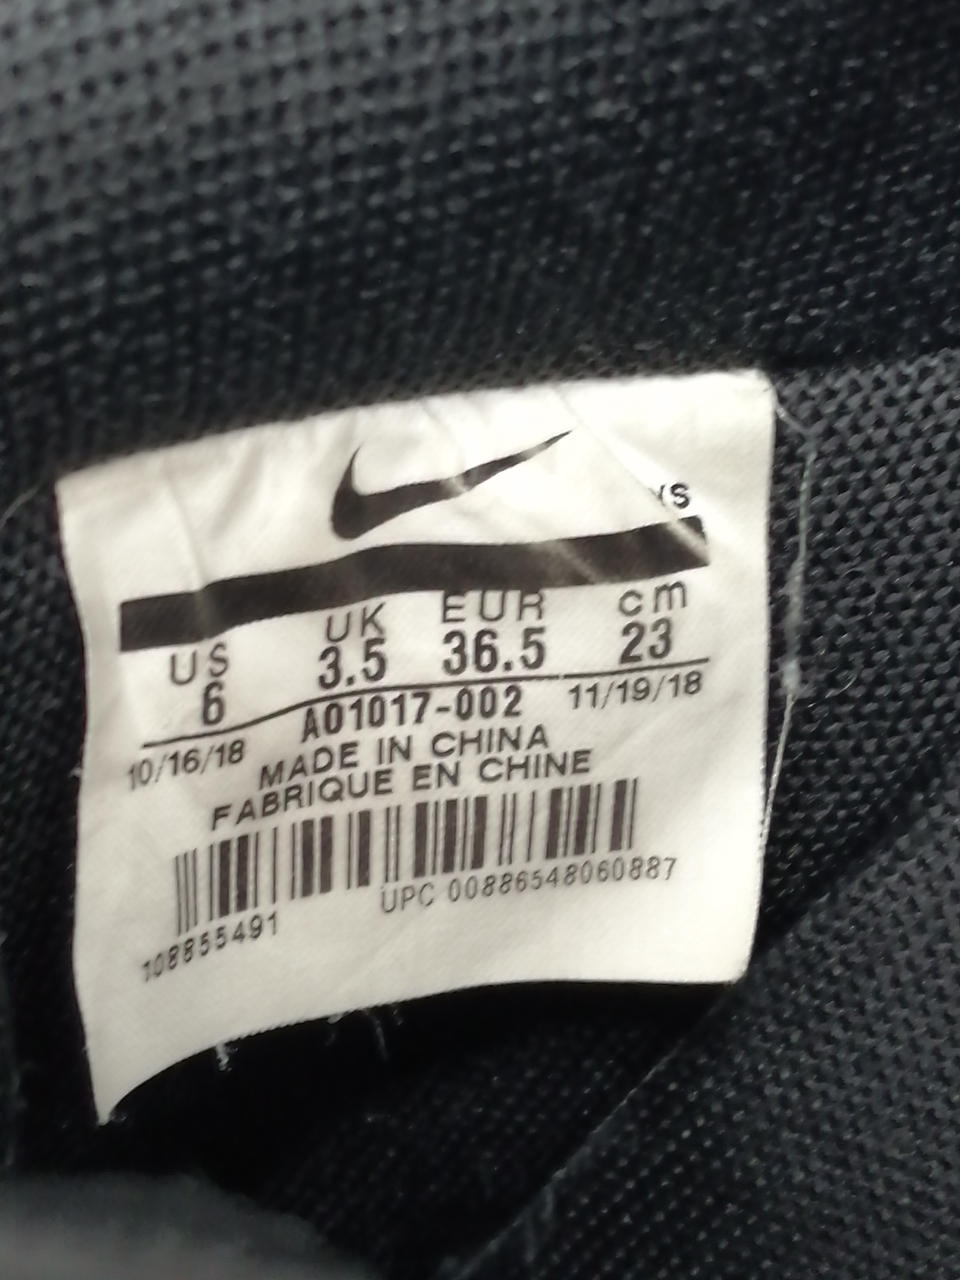 YS
US UK EUR cm
6 3.5 36.5 23
10/16/18 A01017-002 11/19/18
MADE IN CHINA
FABRIQUE EN CHINE
108855491 UPC 00886548060887